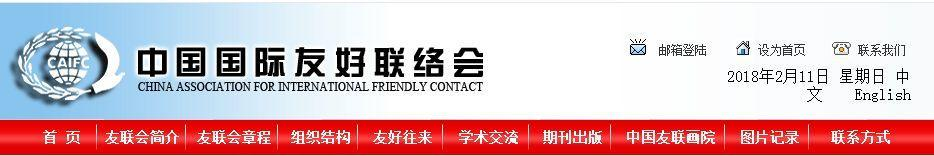 CAIFC
中国国际友好联络会
CHINA ASSOCIATION FOR INTERNATIONAL FRIENDLY CONTACT
邮箱登陆 设为首页 联系我们
2018年2月11日 星期日 中
文 English
首 页 友联会简介 友联会章程 组织结构 友好往来 学术交流 期刊出版 中国友联画院 图片记录 联系方式